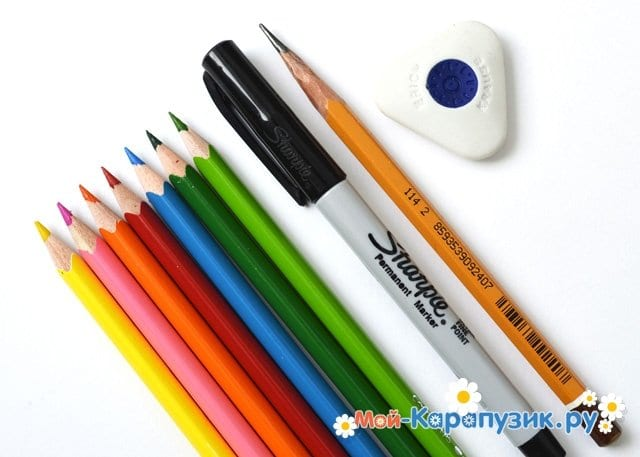 Sharpie
Sharpie
Permanent Marker
FINE POINT
114 2
8593539092407
Мой-Карапузик.ру